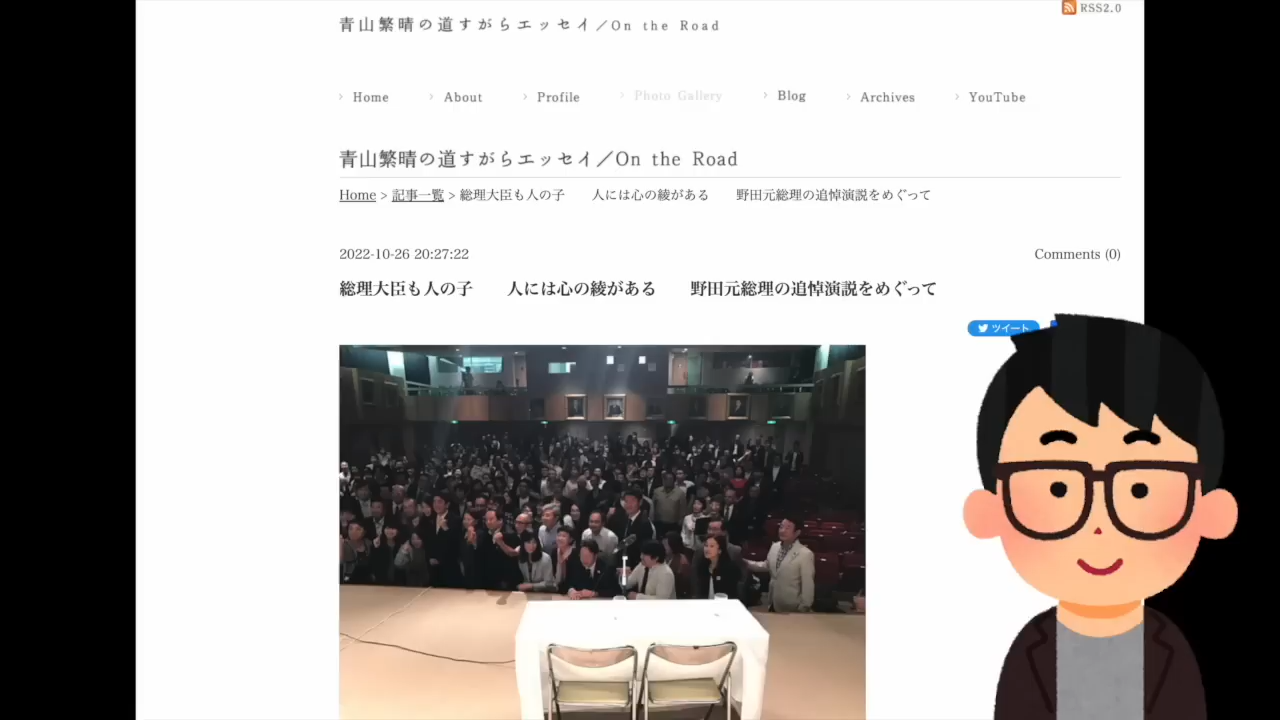 RSS2.0
青山繁晴の道すがらエッセイ／On the Road
Home About Profile Photo Gallery Blog Archives YouTube
青山繁晴の道すがらエッセイ／On the Road
Home > 記事一覧 > 総理大臣も人の子　　人には心の綾がある　　野田元総理の追悼演説をめぐって
2022-10-26 20:27:22 Comments (0)
総理大臣も人の子　　人には心の綾がある　　野田元総理の追悼演説をめぐって
ツイート